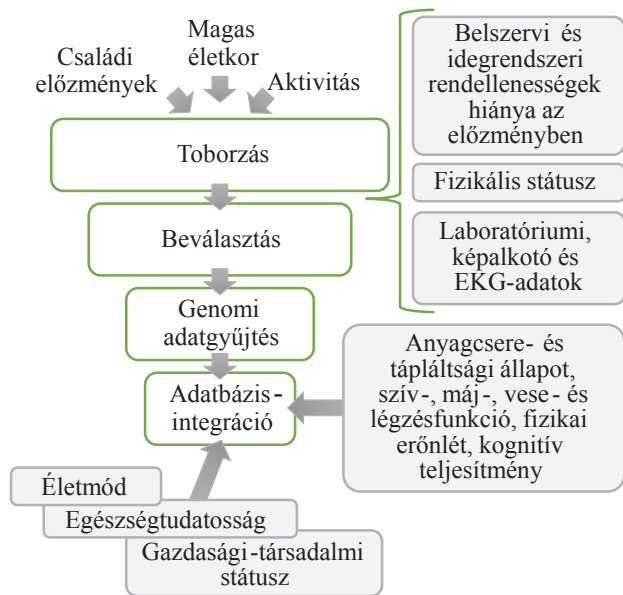 Családi
előzmények
Magas
életkor
Aktivitás
Toborzás
Beválasztás
Genomi
adatgyűjtés
Adatbázis-
integráció
Belszervi és
idegrendszeri
rendellenességek
hiánya az
előzményben
Fizikális státusz
Laboratóriumi,
képalkotó és
EKG-adatok
Anyagcsere- és
tápláltsági állapot,
szív-, máj-, vese- és
légzésfunkció, fizikai
erőnlét, kognitív
teljesítmény
Életmód
Egészségtudatosság
Gazdasági-társadalmi
státusz